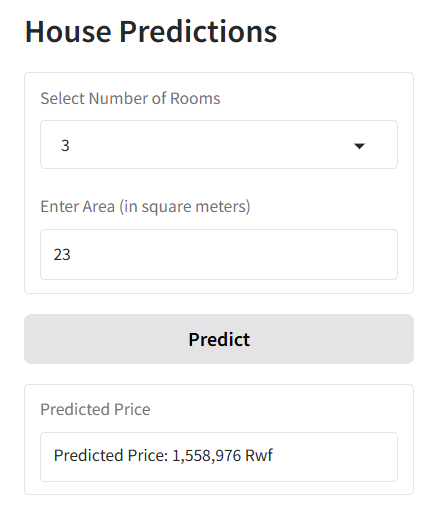 House Predictions
Select Number of Rooms
3
Enter Area (in square meters)
23
Predict
Predicted Price
Predicted Price: 1,558,976 Rwf